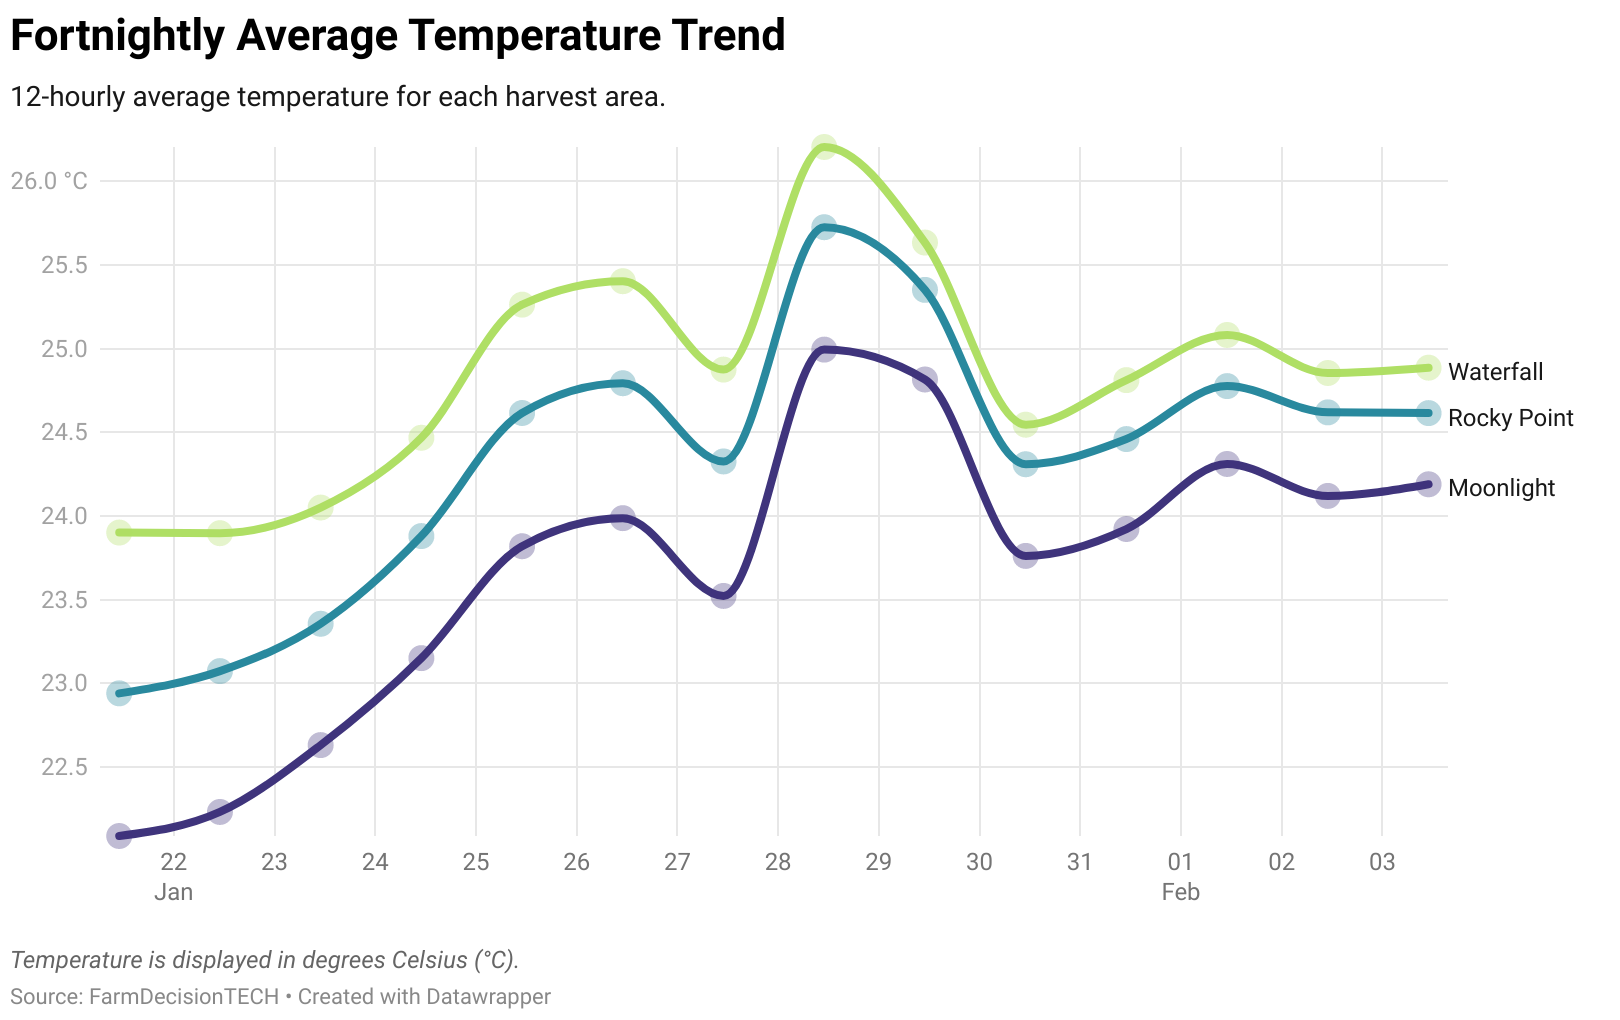 Fortnightly Average Temperature Trend
12-hourly average temperature for each harvest area.
26.0 °C
25.5
25.0
24.5
24.0
23.5
23.0
22.5
Waterfall
Rocky Point
Moonlight
22 23 24 25 26 27 28 29 30 31 01 02 03
Jan Feb
Temperature is displayed in degrees Celsius (°C).
Source: FarmDecisionTECH • Created with Datawrapper